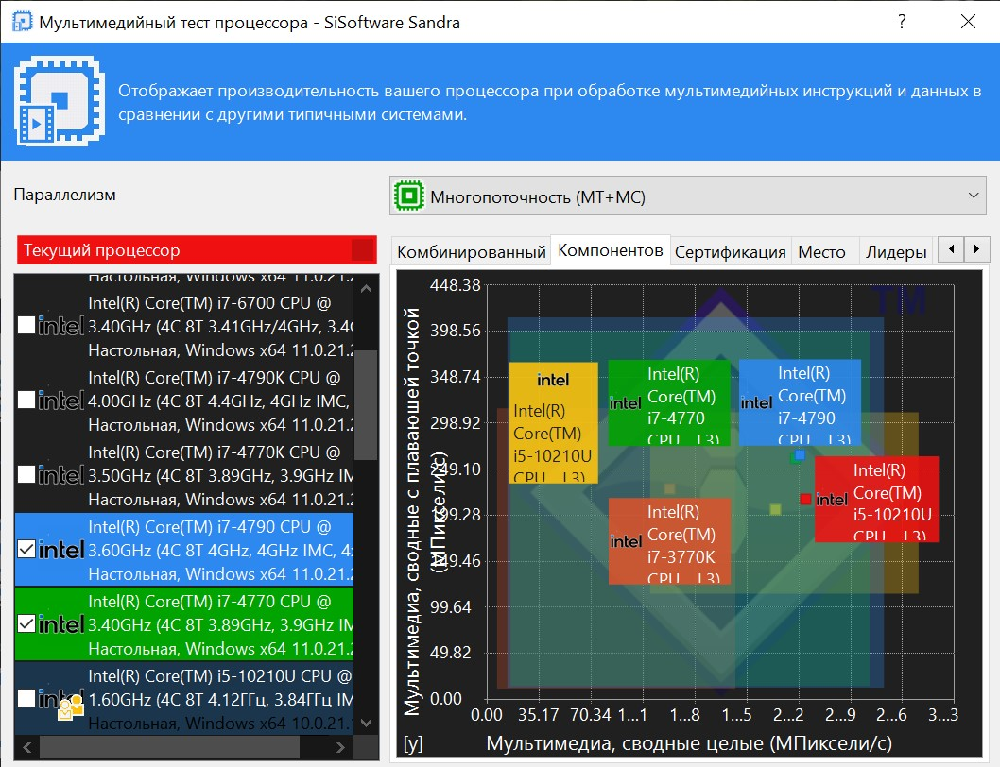 Мультимедийный тест процессора - SiSoftware Sandra
?
Отображает производительность вашего процессора при обработке мультимедийных инструкций и данных в
сравнении с другими типичными системами.
Параллелизм
Многопоточность (MT+MC)
Текущий процессор
Настольная, Windows x64 11.0.21.2
Intel(R) Core(TM) i7-6700 CPU @
intel 3.40GHz (4C 8T 3.41GHz/4GHz, 3.4G
Настольная, Windows x64 11.0.21.2
Intel(R) Core(TM) i7-4790K CPU @
intel 4.00GHz (4C 8T 4.4GHz, 4GHz IMC,
Настольная, Windows x64 11.0.21.2
Intel(R) Core(TM) i7-4770K CPU @
intel 3.50GHz (4C 8T 3.89GHz, 3.9GHz IM
Настольная, Windows x64 11.0.21.2
Intel(R) Core(TM) i7-4790 CPU @
intel 3.60GHz (4C 8T 4GHz, 4GHz IMC, 4x
Настольная, Windows x64 11.0.21.2
Intel(R) Core(TM) i7-4770 CPU @
intel 3.40GHz (4C 8T 3.89GHz, 3.9GHz IM
Настольная, Windows x64 11.0.21.2
Intel(R) Core(TM) i5-10210U CPU @
intel 1.60GHz (4C 8T 4.12ГГц, 3.84ГГц IM
Настольная, Windows x64 10.0.21.1
Комбинированный Компонентов Сертификация Место Лидеры
Мультимедиа, сводные с плавающей точкой
(МПиксели/с)
448.38
398.56
348.74
298.92
249.10
199.28
149.46
99.64
49.82
0.00
TM
intel
Intel(R)
Core(TM)
i5-10210U
CPU ... L3)
intel
Intel(R)
Core(TM)
i7-4770
CPU ... L3)
intel
Intel(R)
Core(TM)
i7-4790
CPU ... L3)
intel
Intel(R)
Core(TM)
i5-10210U
CPU ... L3)
intel
Intel(R)
Core(TM)
i7-3770K
CPU ... L3)
0.00 35.17 70.34 1...1 1...8 1...5 2...2 2...9 2...6 3...3
[y] Мультимедиа, сводные целые (МПиксели/с)